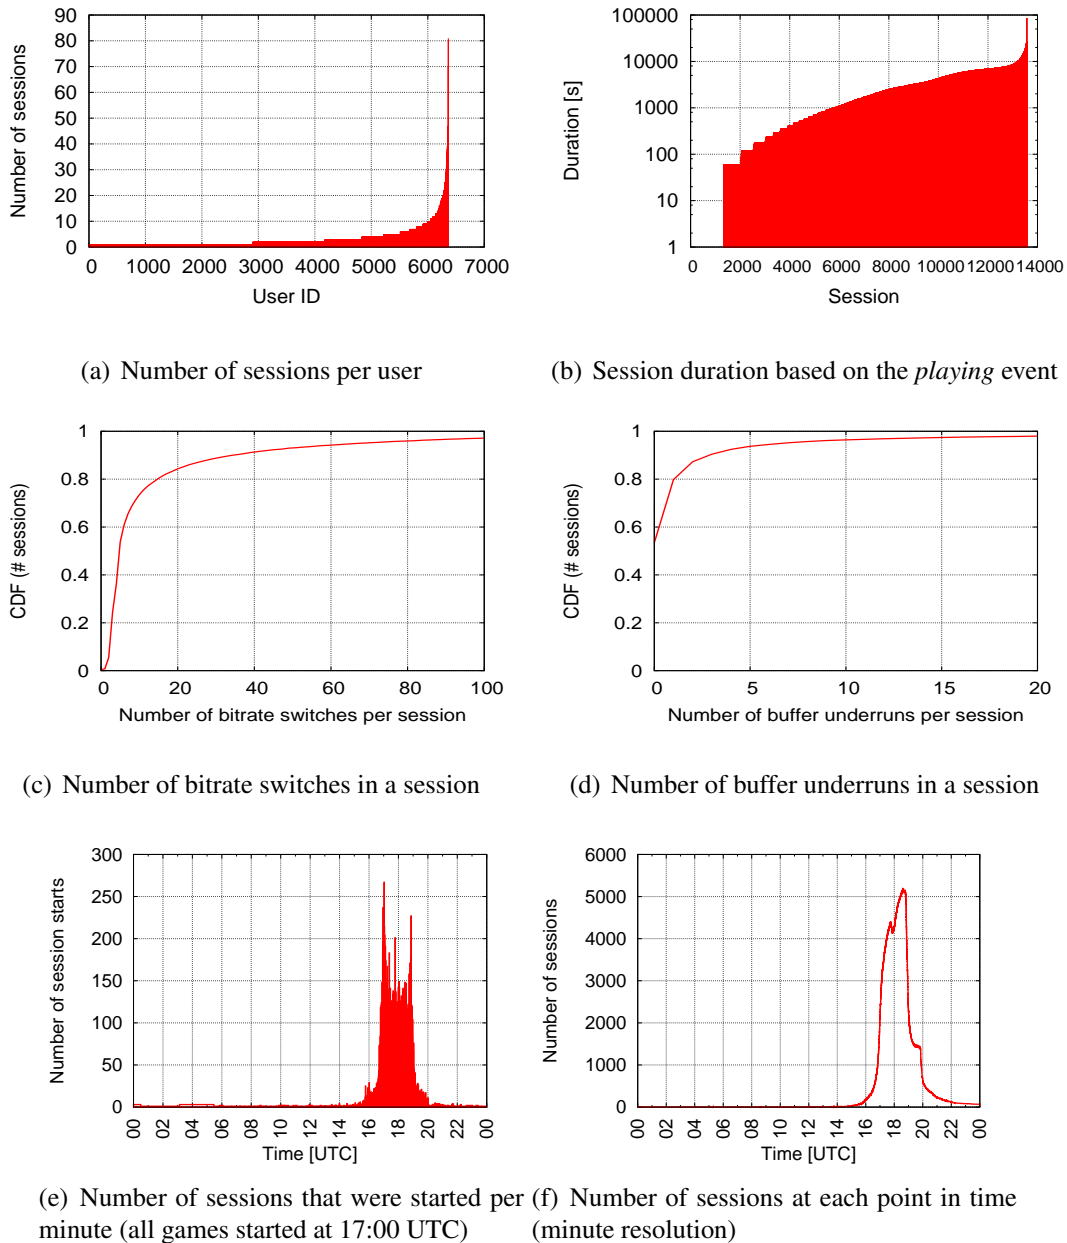 90
80
70
60
50
40
30
20
10
0
Number of sessions
0 1000 2000 3000 4000 5000 6000 7000
User ID
(a) Number of sessions per user
100000
10000
1000
100
10
1
Duration [s]
0 2000 4000 6000 8000 10000 12000 14000
Session
(b) Session duration based on the playing event
1
0.8
0.6
0.4
0.2
0
CDF (# sessions)
0 20 40 60 80 100
Number of bitrate switches per session
(c) Number of bitrate switches in a session
1
0.8
0.6
0.4
0.2
0
CDF (# sessions)
0 5 10 15 20
Number of buffer underruns per session
(d) Number of buffer underruns in a session
300
250
200
150
100
50
0
Number of session starts
00 02 04 06 08 10 12 14 16 18 20 22 00
Time [UTC]
(e) Number of sessions that were started per
minute (all games started at 17:00 UTC)
6000
5000
4000
3000
2000
1000
0
Number of sessions
00 02 04 06 08 10 12 14 16 18 20 22 00
Time [UTC]
(f) Number of sessions at each point in time
(minute resolution)